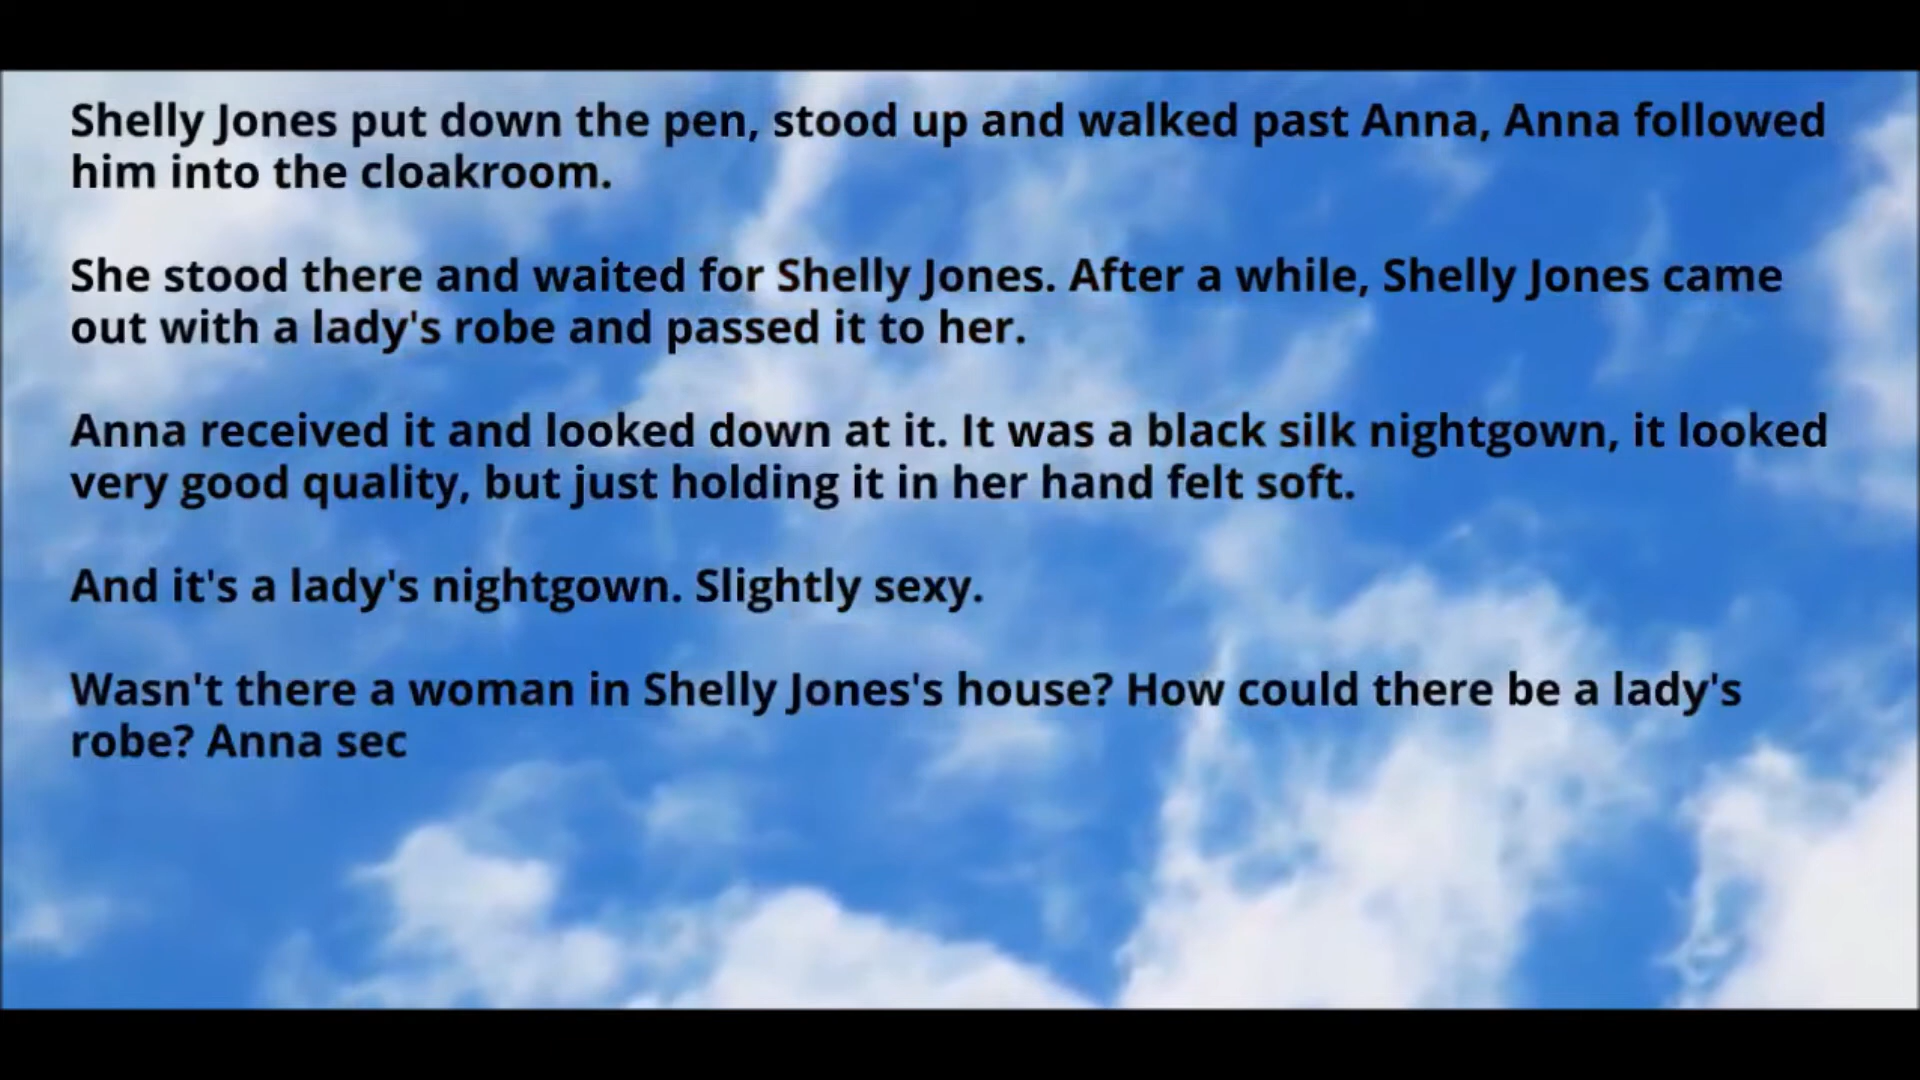 Shelly Jones put down the pen, stood up and walked past Anna, Anna followed
him into the cloakroom.
She stood there and waited for Shelly Jones. After a while, Shelly Jones came
out with a lady's robe and passed it to her.
Anna received it and looked down at it. It was a black silk nightgown, it looked
very good quality, but just holding it in her hand felt soft.
And it's a lady's nightgown. Slightly sexy.
Wasn't there a woman in Shelly Jones's house? How could there be a lady's
robe? Anna sec